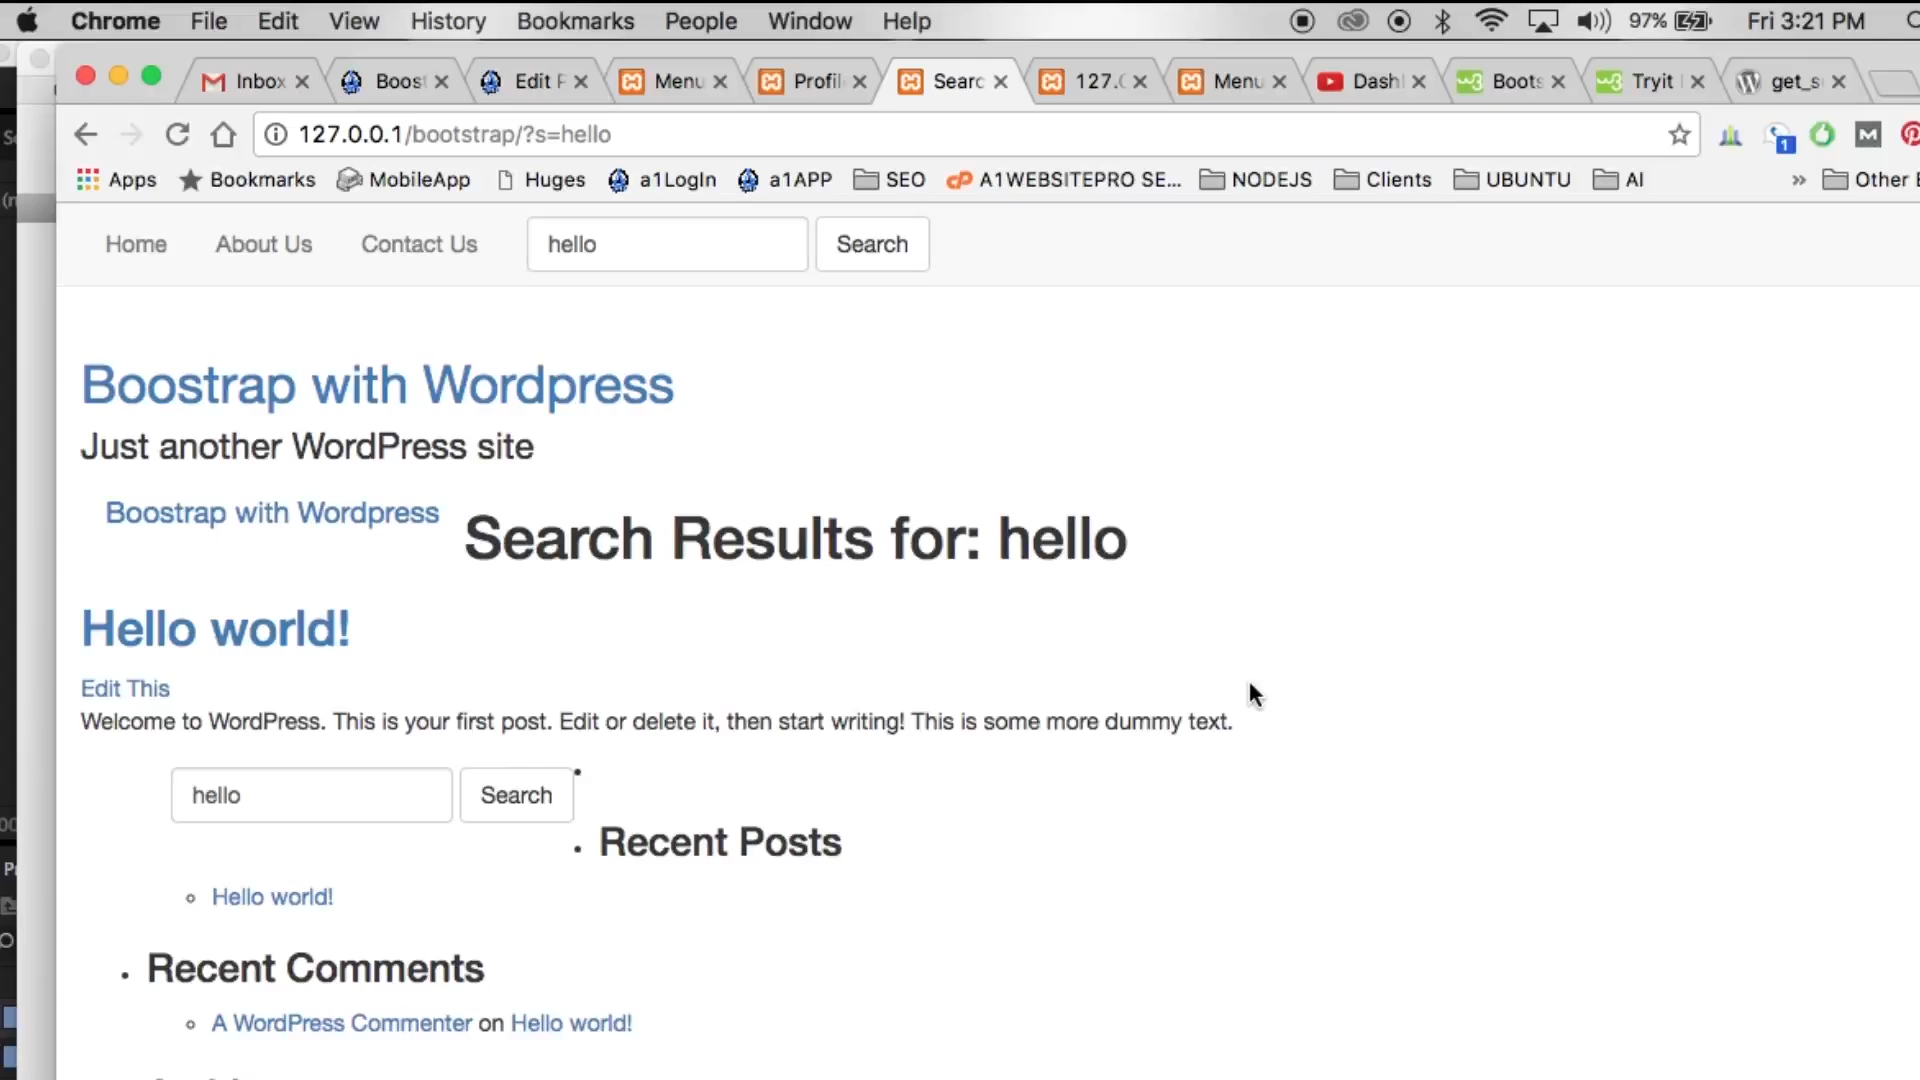 Chrome File Edit View History Bookmarks People Window Help 97% Fri 3:21 PM
Inbox Boost Edit P Menu Profil Searc 127.0 Menu Dash Boots Tryit get_s
127.0.0.1/bootstrap/?s=hello
Apps Bookmarks MobileApp Huges a1LogIn a1APP SEO A1WEBSITEPRO SE... NODEJS Clients UBUNTU AI » Other
Home About Us Contact Us hello Search
Boostrap with Wordpress
Just another WordPress site
Boostrap with Wordpress
Search Results for: hello
Hello world!
Edit This
Welcome to WordPress. This is your first post. Edit or delete it, then start writing! This is some more dummy text.
hello Search
Recent Posts
Hello world!
Recent Comments
A WordPress Commenter on Hello world!